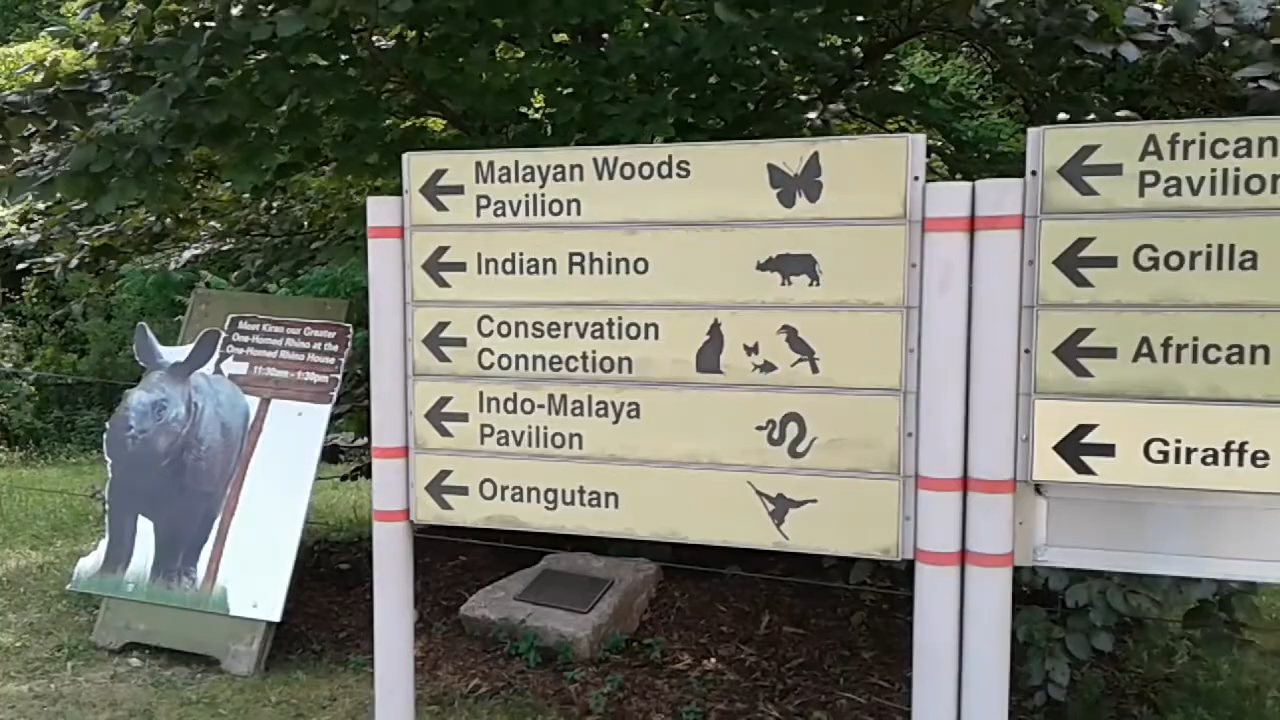 Meet Kiran our Greater
One-Horned Rhino at the
One-Horned Rhino House
11:30am - 1:30pm
Malayan Woods
Pavilion
Indian Rhino
Conservation
Connection
Indo-Malaya
Pavilion
Orangutan
African
Pavilion
Gorilla
African
Giraffe